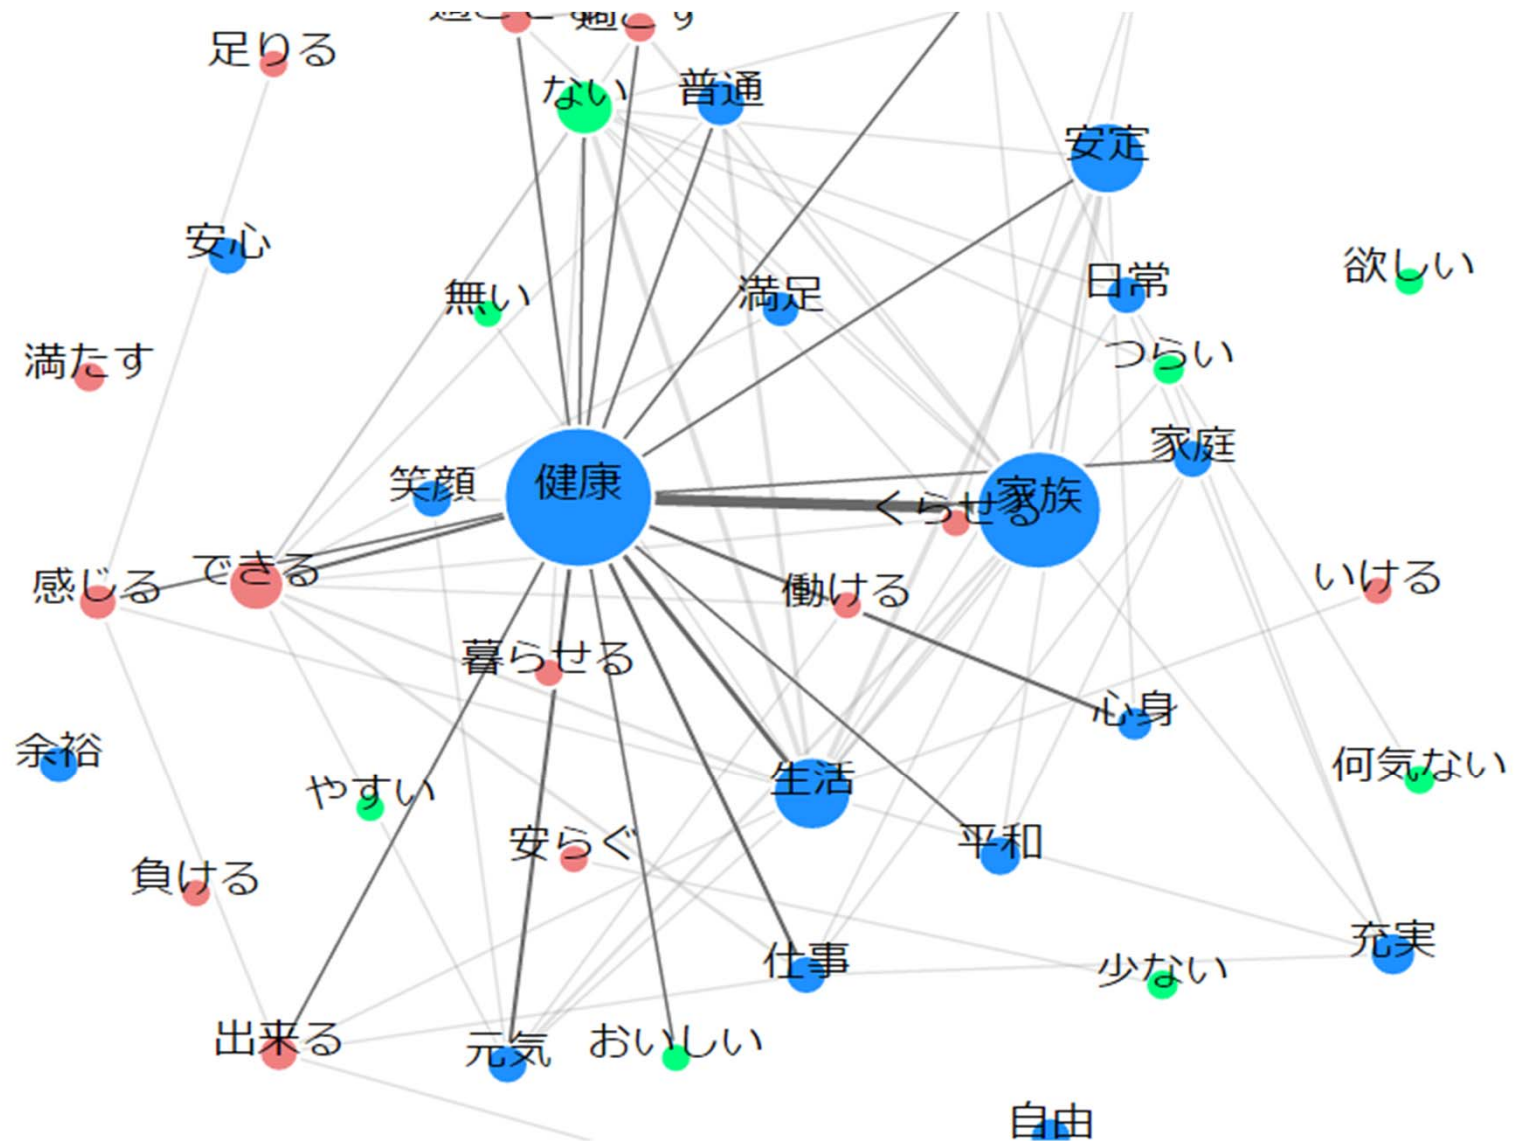 足りる
ない
普通
安定
安心
無い
満足
日常
欲しい
つらい
満たす
家庭
笑顔
健康
家族
くらせる
感じる
できる
働ける
いける
暮らせる
心身
余裕
やすい
生活
何気ない
安らぐ
平和
負ける
仕事
少ない
充実
出来る
元気
おいしい
自由